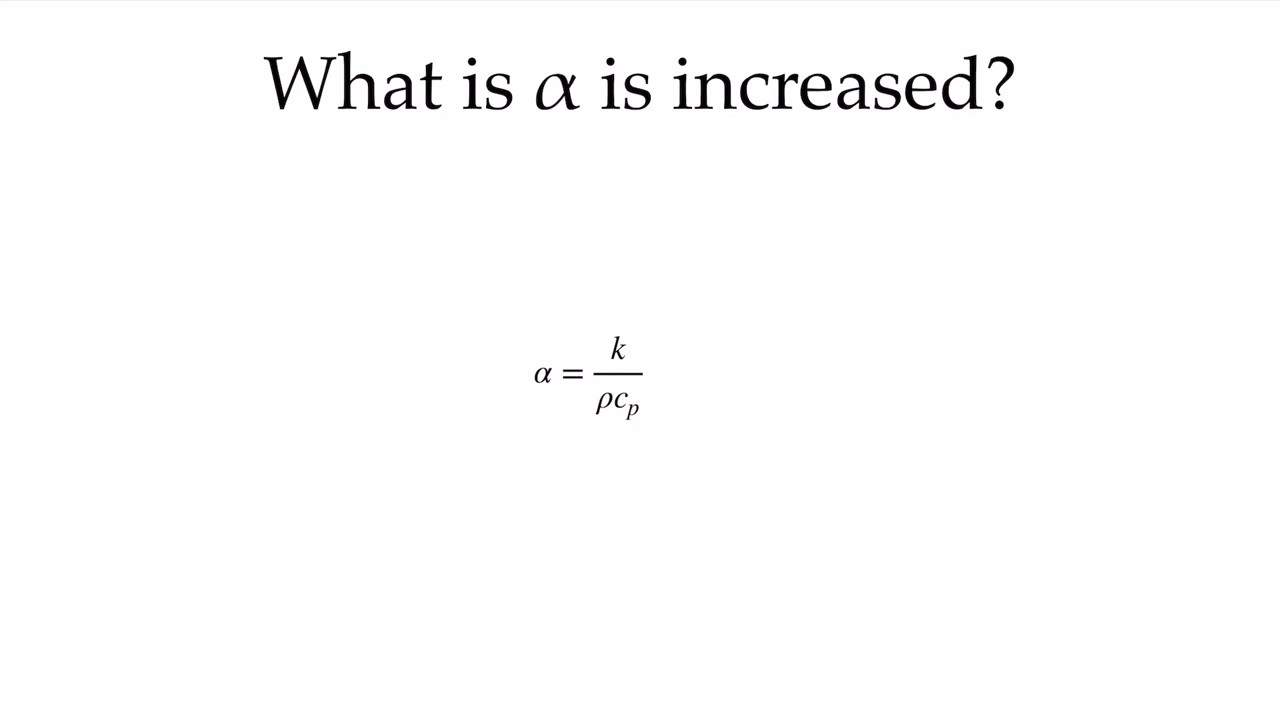 What is α is increased?
α = k / ρc_p